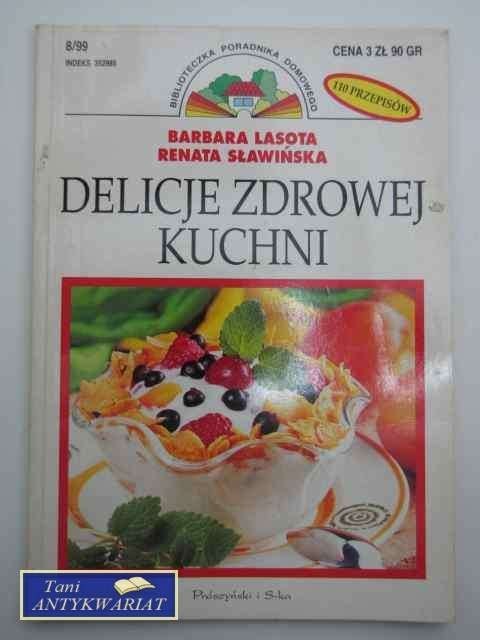 8/99
INDEKS 352985
BIBLIOTECZKA PORADNIKA DOMOWEGO
CENA 3 ZŁ 90 GR
110 PRZEPISÓW
BARBARA LASOTA
RENATA SŁAWIŃSKA
DELICJE ZDROWEJ
KUCHNI
Prószyński i S-ka
Tani
ANTYKWARIAT